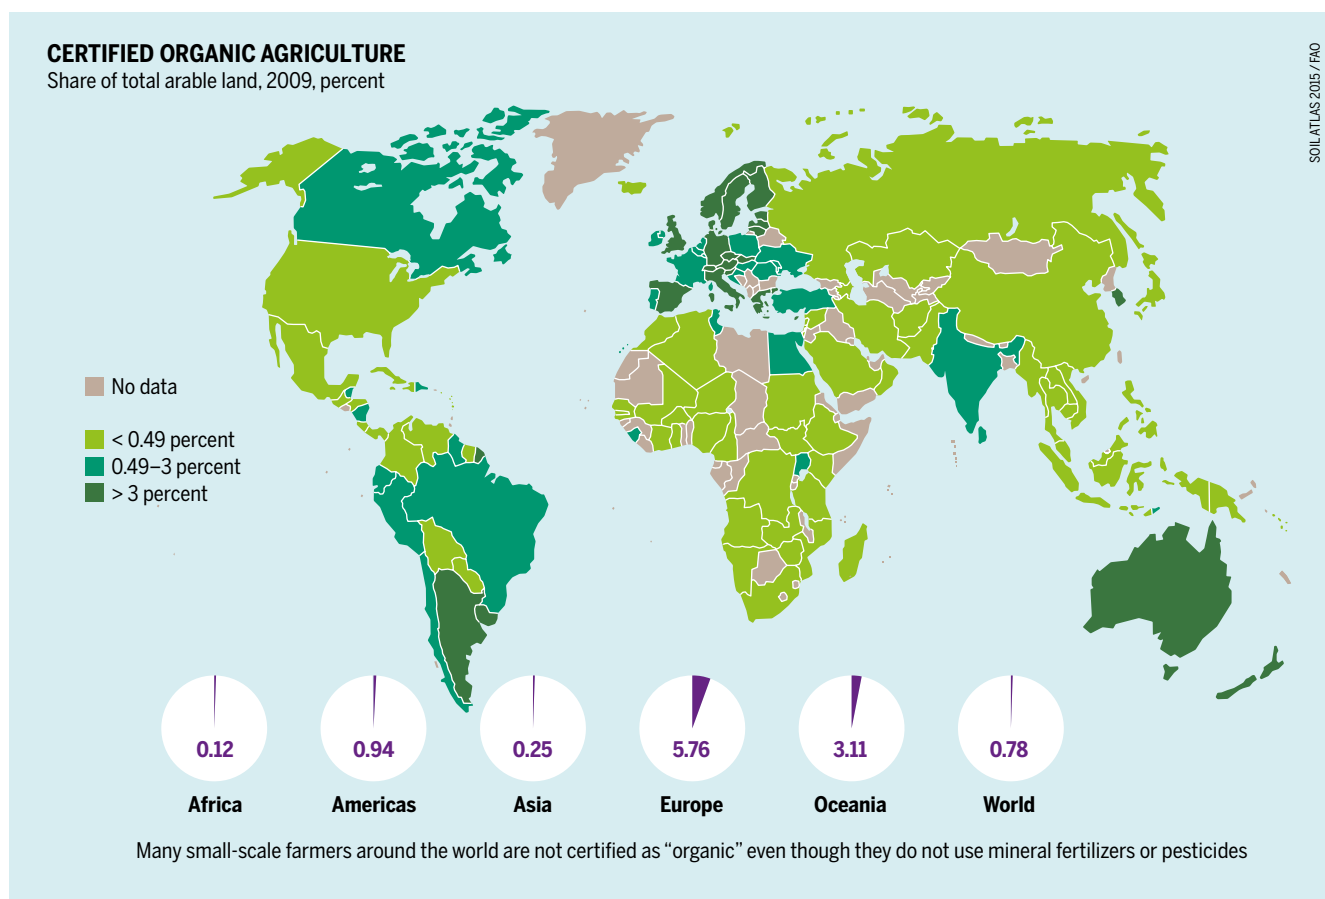 CERTIFIED ORGANIC AGRICULTURE
Share of total arable land, 2009, percent
SOIL ATLAS 2015 / FAO
No data
< 0.49 percent
0.49–3 percent
> 3 percent
0.12
0.94
0.25
5.76
3.11
0.78
Africa
Americas
Asia
Europe
Oceania
World
Many small-scale farmers around the world are not certified as “organic” even though they do not use mineral fertilizers or pesticides